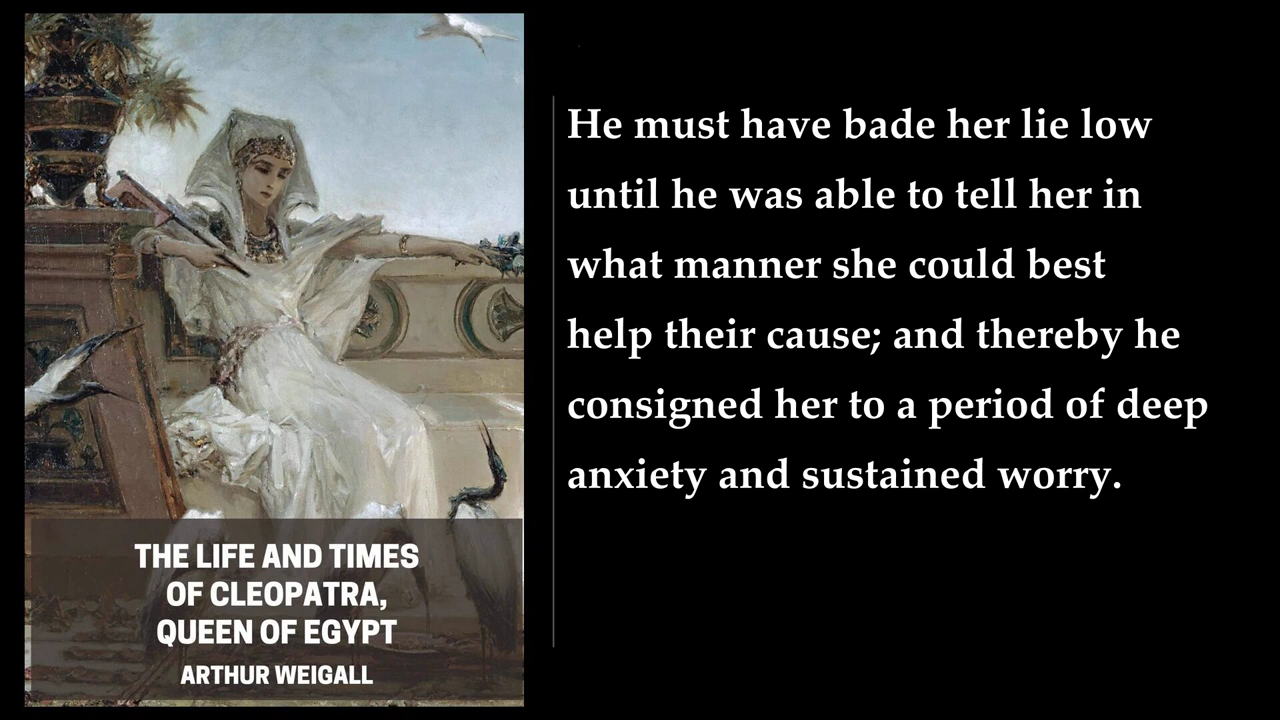 He must have bade her lie low
until he was able to tell her in
what manner she could best
help their cause; and thereby he
consigned her to a period of deep
anxiety and sustained worry.
THE LIFE AND TIMES
OF CLEOPATRA,
QUEEN OF EGYPT
ARTHUR WEIGALL